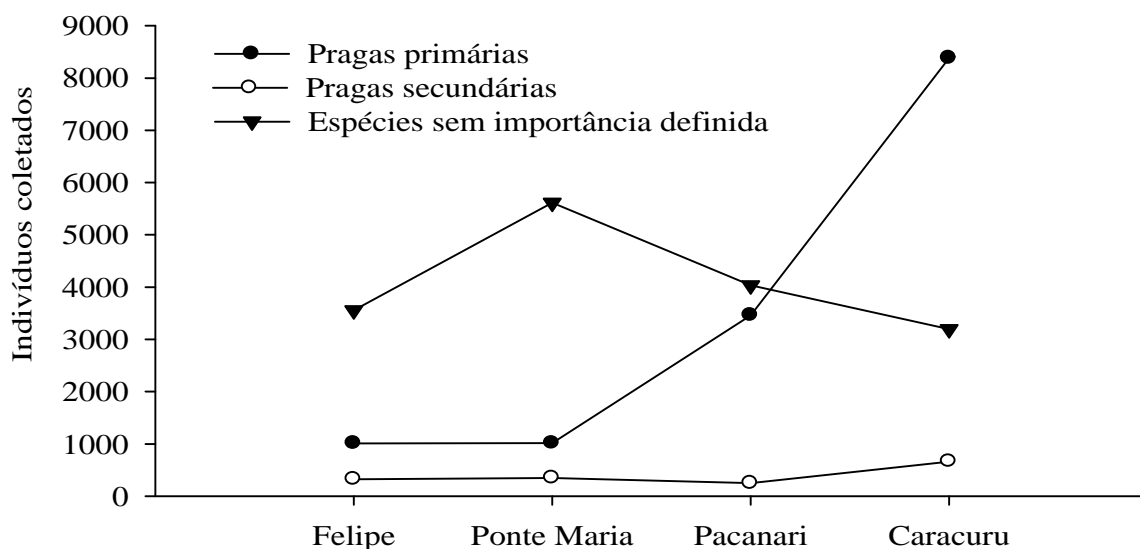 9000
8000
7000
6000
5000
4000
3000
2000
1000
0
Indivíduos coletados
Pragas primárias
Pragas secundárias
Espécies sem importância definida
Felipe
Ponte Maria
Pacanari
Caracuru